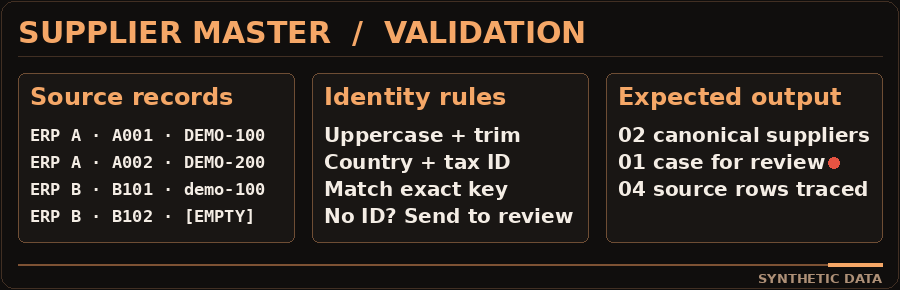 SUPPLIER MASTER / VALIDATION
Source records
ERP A · A001 · DEMO-100
ERP A · A002 · DEMO-200
ERP B · B101 · demo-100
ERP B · B102 · [EMPTY]
Identity rules
Uppercase + trim
Country + tax ID
Match exact key
No ID? Send to review
Expected output
02 canonical suppliers
01 case for review
04 source rows traced
SYNTHETIC DATA